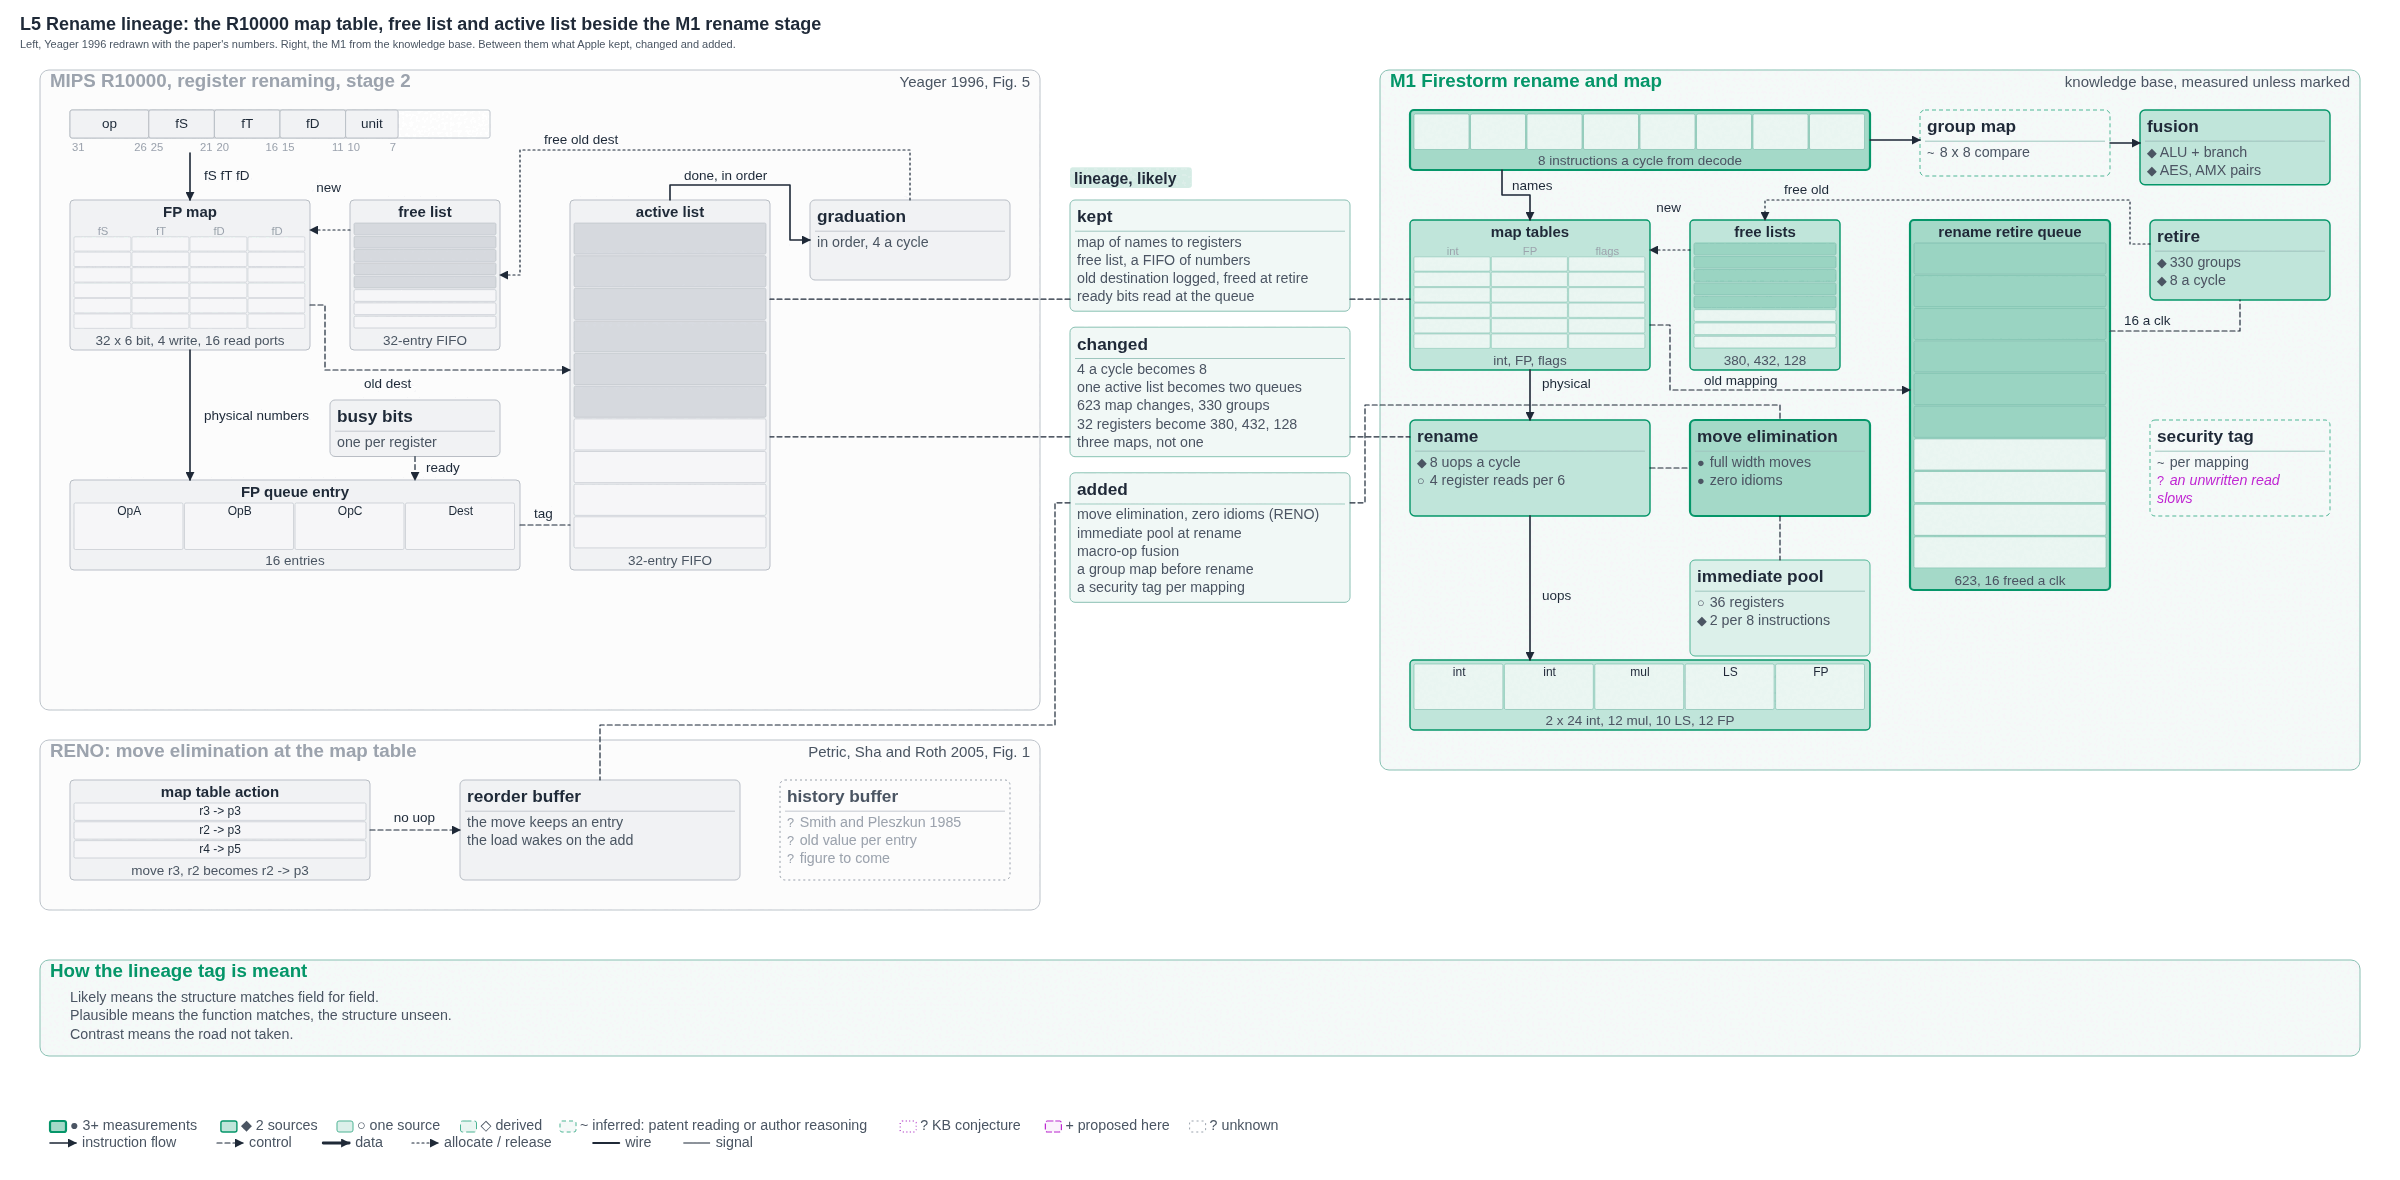 L5 Rename lineage: the R10000 map table, free list and active list beside the M1 rename stage
Left, Yeager 1996 redrawn with the paper's numbers. Right, the M1 from the knowledge base. Between them what Apple kept, changed and added.
MIPS R10000, register renaming, stage 2
Yeager 1996, Fig. 5
op fS fT fD unit
31 26 25 21 20 16 15 11 10 7
fS fT fD
new
free old dest
done, in order
FP map
fS fT fD fD
32 x 6 bit, 4 write, 16 read ports
free list
32-entry FIFO
active list
32-entry FIFO
graduation
in order, 4 a cycle
old dest
physical numbers
busy bits
one per register
ready
FP queue entry
OpA OpB OpC Dest
16 entries
tag
lineage, likely
kept
map of names to registers
free list, a FIFO of numbers
old destination logged, freed at retire
ready bits read at the queue
changed
4 a cycle becomes 8
one active list becomes two queues
623 map changes, 330 groups
32 registers become 380, 432, 128
three maps, not one
added
move elimination, zero idioms (RENO)
immediate pool at rename
macro-op fusion
a group map before rename
a security tag per mapping
M1 Firestorm rename and map
knowledge base, measured unless marked
8 instructions a cycle from decode
group map
~ 8 x 8 compare
fusion
◆ ALU + branch
◆ AES, AMX pairs
names
new
free old
map tables
int FP flags
int, FP, flags
free lists
380, 432, 128
rename retire queue
623, 16 freed a clk
retire
◆ 330 groups
◆ 8 a cycle
16 a clk
physical
old mapping
rename
◆ 8 uops a cycle
○ 4 register reads per 6
move elimination
● full width moves
● zero idioms
security tag
~ per mapping
? an unwritten read
slows
immediate pool
○ 36 registers
◆ 2 per 8 instructions
uops
int int mul LS FP
2 x 24 int, 12 mul, 10 LS, 12 FP
RENO: move elimination at the map table
Petric, Sha and Roth 2005, Fig. 1
map table action
r3 -> p3
r2 -> p3
r4 -> p5
move r3, r2 becomes r2 -> p3
no uop
reorder buffer
the move keeps an entry
the load wakes on the add
history buffer
? Smith and Pleszkun 1985
? old value per entry
? figure to come
How the lineage tag is meant
Likely means the structure matches field for field.
Plausible means the function matches, the structure unseen.
Contrast means the road not taken.
● 3+ measurements ◆ 2 sources ○ one source ◇ derived ~ inferred: patent reading or author reasoning ? KB conjecture + proposed here ? unknown
instruction flow control data allocate / release wire signal